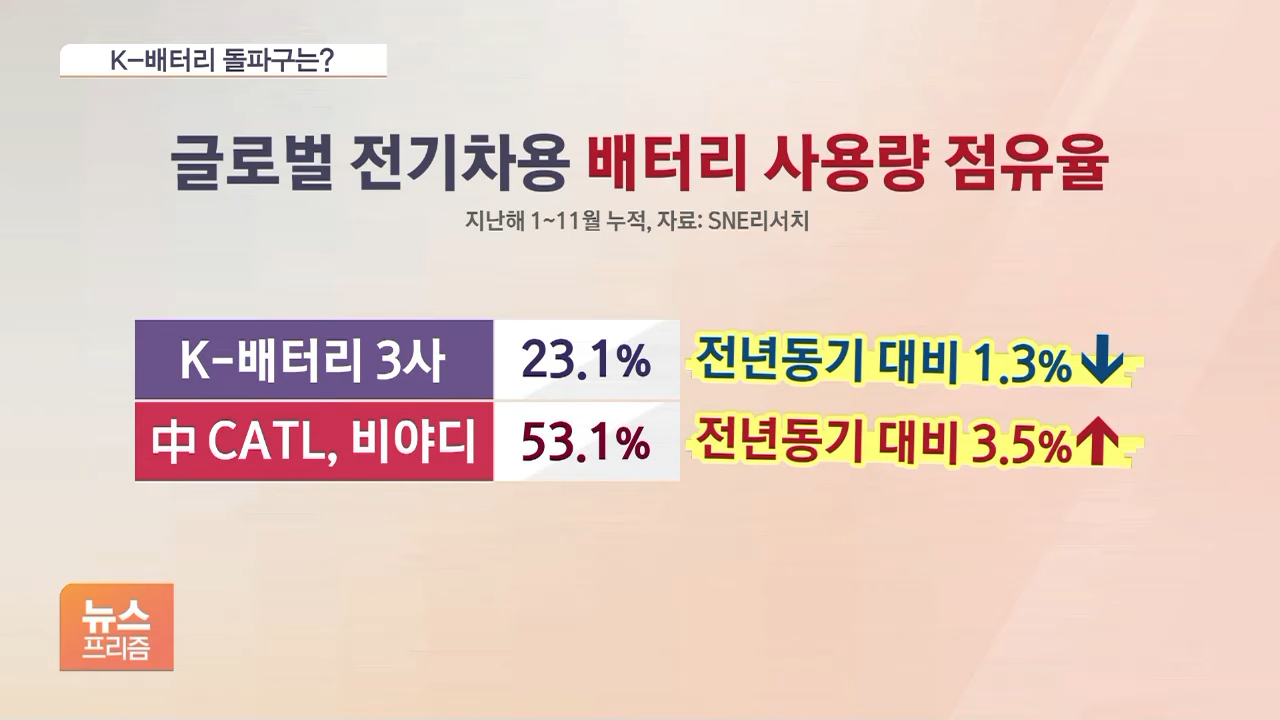 K-배터리 돌파구는?
글로벌 전기차용 배터리 사용량 점유율
지난해 1~11월 누적, 자료: SNE리서치
K-배터리 3사 23.1% 전년동기 대비 1.3%↓
中 CATL, 비야디 53.1% 전년동기 대비 3.5%↑
뉴스
프리즘